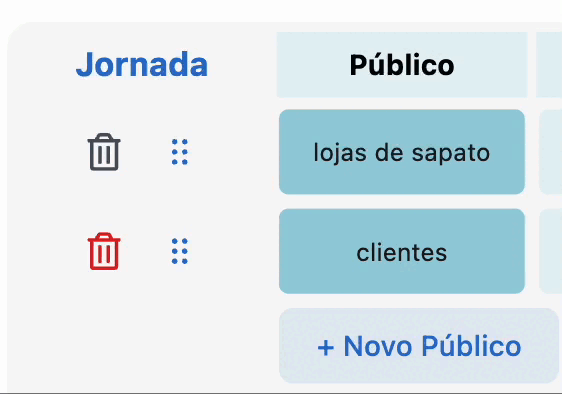 Jornada
Público
lojas de sapato
clientes
+ Novo Público